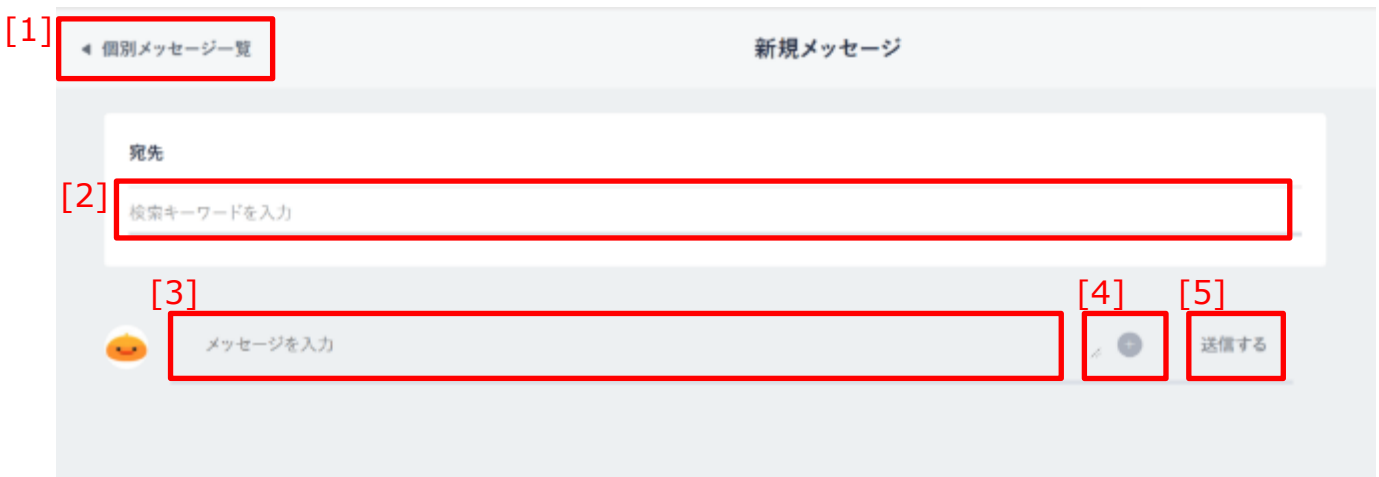 [1]
個別メッセージ一覧
新規メッセージ
宛先
[2]
検索キーワードを入力
[3]
[4]
[5]
メッセージを入力
送信する